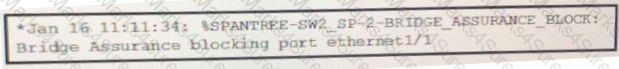 *Jan 16 11:11:34: %SPANTREE-SW2_SP-2-BRIDGE_ASSURANCE_BLOCK:
Bridge Assurance blocking port ethernet1/1